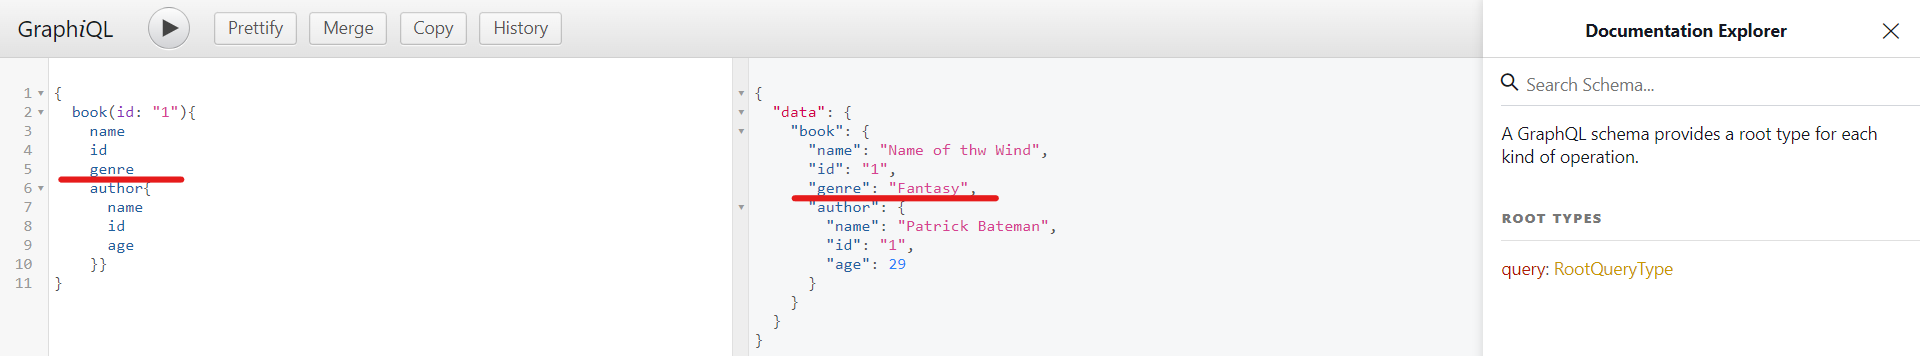 GraphiQL Prettify Merge Copy History
1 {
2 book(id: "1"){
3 name
4 id
5 genre
6 author{
7 name
8 id
9 age
10 }}
11 }
{
"data": {
"book": {
"name": "Name of thw Wind",
"id": "1",
"genre": "Fantasy",
"author": {
"name": "Patrick Bateman",
"id": "1",
"age": 29
}
}
}
}
Documentation Explorer
Search Schema...
A GraphQL schema provides a root type for each
kind of operation.
ROOT TYPES
query: RootQueryType